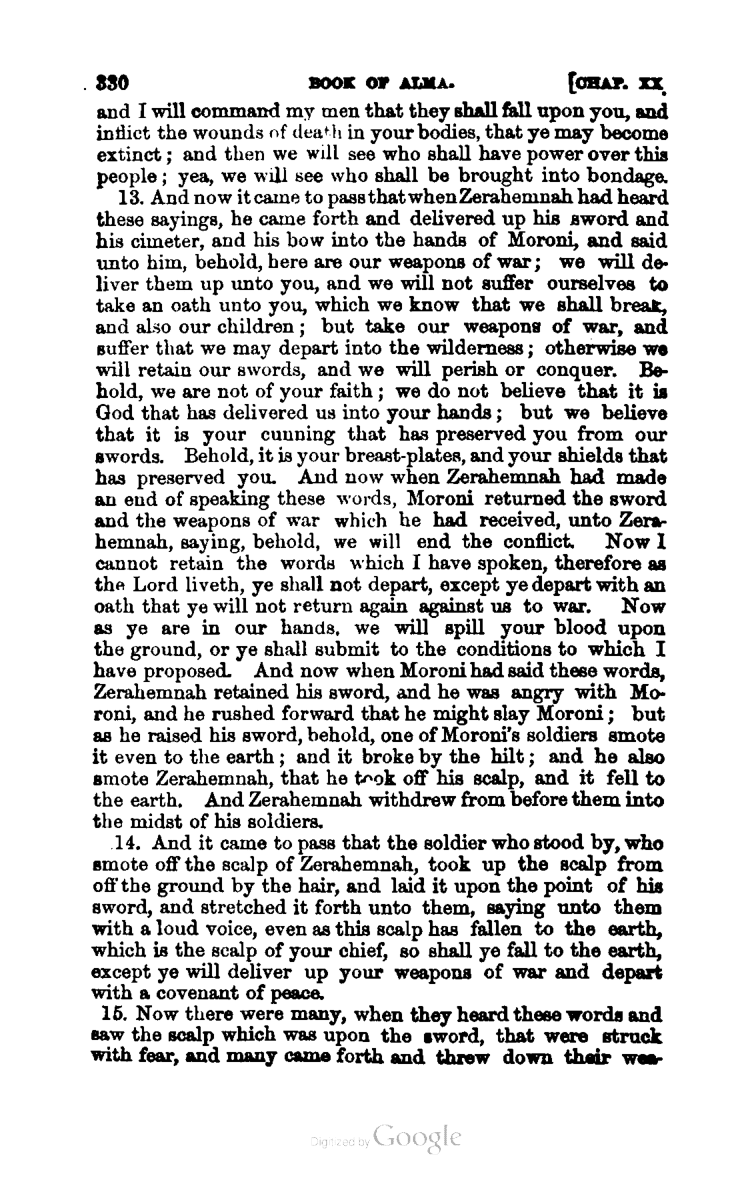 330 BOOK OF ALMA. [CHAP. XX.
and I will command my men that they shall fall upon you, and
inflict the wounds of death in your bodies, that ye may become
extinct; and then we will see who shall have power over this
people; yea, we will see who shall be brought into bondage.
13. And now it came to pass that when Zerahemnah had heard
these sayings, he came forth and delivered up his sword and
his cimeter, and his bow into the hands of Moroni, and said
unto him, behold, here are our weapons of war; we will de-
liver them up unto you, and we will not suffer ourselves to
take an oath unto you, which we know that we shall break,
and also our children; but take our weapons of war, and
suffer that we may depart into the wilderness; otherwise we
will retain our swords, and we will perish or conquer. Be-
hold, we are not of your faith; we do not believe that it is
God that has delivered us into your hands; but we believe
that it is your cunning that has preserved you from our
swords. Behold, it is your breast-plates, and your shields that
has preserved you. And now when Zerahemnah had made
an end of speaking these words, Moroni returned the sword
and the weapons of war which he had received, unto Zera-
hemnah, saying, behold, we will end the conflict. Now I
cannot retain the words which I have spoken, therefore as
the Lord liveth, ye shall not depart, except ye depart with an
oath that ye will not return again against us to war. Now
as ye are in our hands, we will spill your blood upon
the ground, or ye shall submit to the conditions to which I
have proposed. And now when Moroni had said these words,
Zerahemnah retained his sword, and he was angry with Mo-
roni, and he rushed forward that he might slay Moroni; but
as he raised his sword, behold, one of Moroni's soldiers smote
it even to the earth; and it broke by the hilt; and he also
smote Zerahemnah, that he took off his scalp, and it fell to
the earth. And Zerahemnah withdrew from before them into
the midst of his soldiers.
14. And it came to pass that the soldier who stood by, who
smote off the scalp of Zerahemnah, took up the scalp from
off the ground by the hair, and laid it upon the point of his
sword, and stretched it forth unto them, saying unto them
with a loud voice, even as this scalp has fallen to the earth,
which is the scalp of your chief, so shall ye fall to the earth,
except ye will deliver up your weapons of war and depart
with a covenant of peace.
15. Now there were many, when they heard these words and
saw the scalp which was upon the sword, that were struck
with fear, and many came forth and threw down their wea-
Digitized by Google